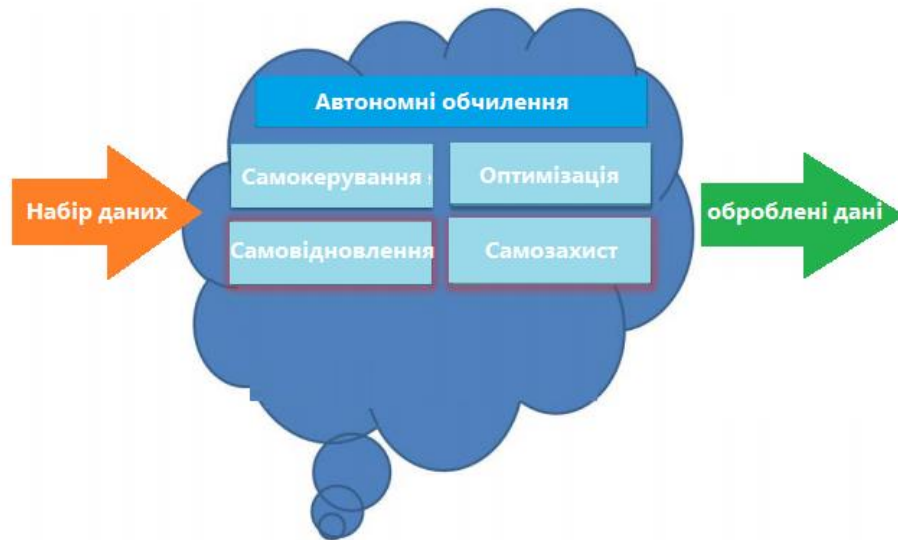 Автономні обчилення
Самокерування
Оптимізація
Набір даних
оброблені дані
Самовідновлення
Самозахист